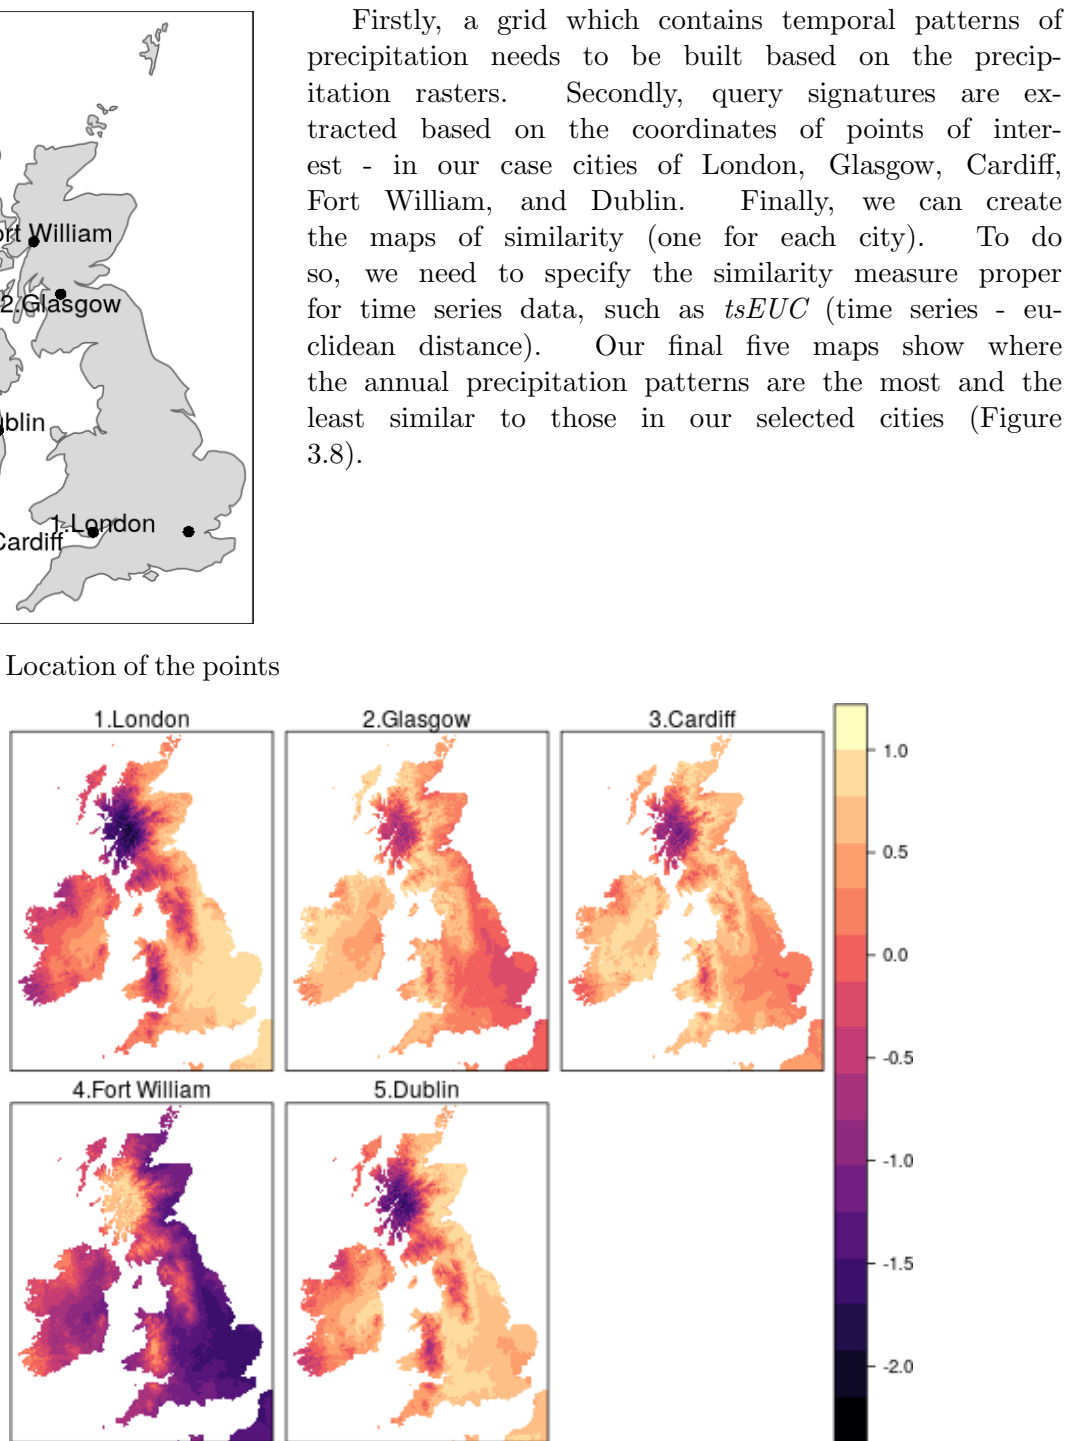 Firstly, a grid which contains temporal patterns of
precipitation needs to be built based on the precip-
itation rasters. Secondly, query signatures are ex-
tracted based on the coordinates of points of inter-
est - in our case cities of London, Glasgow, Cardiff,
Fort William, and Dublin. Finally, we can create
the maps of similarity (one for each city). To do
so, we need to specify the similarity measure proper
for time series data, such as tsEUC (time series - eu-
clidean distance). Our final five maps show where
the annual precipitation patterns are the most and the
least similar to those in our selected cities (Figure
3.8).
ort William
2.Glasgow
blin
1.London
Cardiff
Location of the points
1.London
2.Glasgow
3.Cardiff
4.Fort William
5.Dublin
1.0
0.5
0.0
-0.5
-1.0
-1.5
-2.0